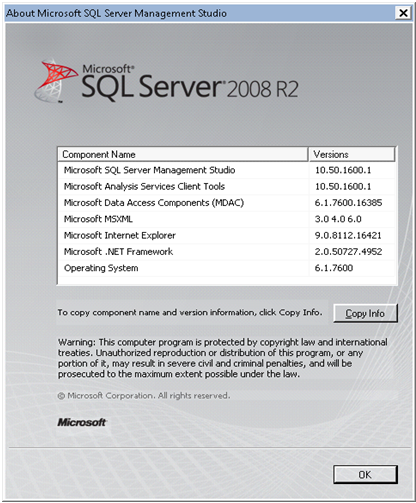 About Microsoft SQL Server Management Studio
Microsoft®
SQL Server® 2008 R2
Component Name Versions
Microsoft SQL Server Management Studio 10.50.1600.1
Microsoft Analysis Services Client Tools 10.50.1600.1
Microsoft Data Access Components (MDAC) 6.1.7600.16385
Microsoft MSXML 3.0 4.0 6.0
Microsoft Internet Explorer 9.0.8112.16421
Microsoft .NET Framework 2.0.50727.4952
Operating System 6.1.7600
To copy component name and version information, click Copy Info. Copy Info
Warning: This computer program is protected by copyright law and international
treaties. Unauthorized reproduction or distribution of this program, or any
portion of it, may result in severe civil and criminal penalties, and will be
prosecuted to the maximum extent possible under the law.
© Microsoft Corporation. All rights reserved.
Microsoft
OK